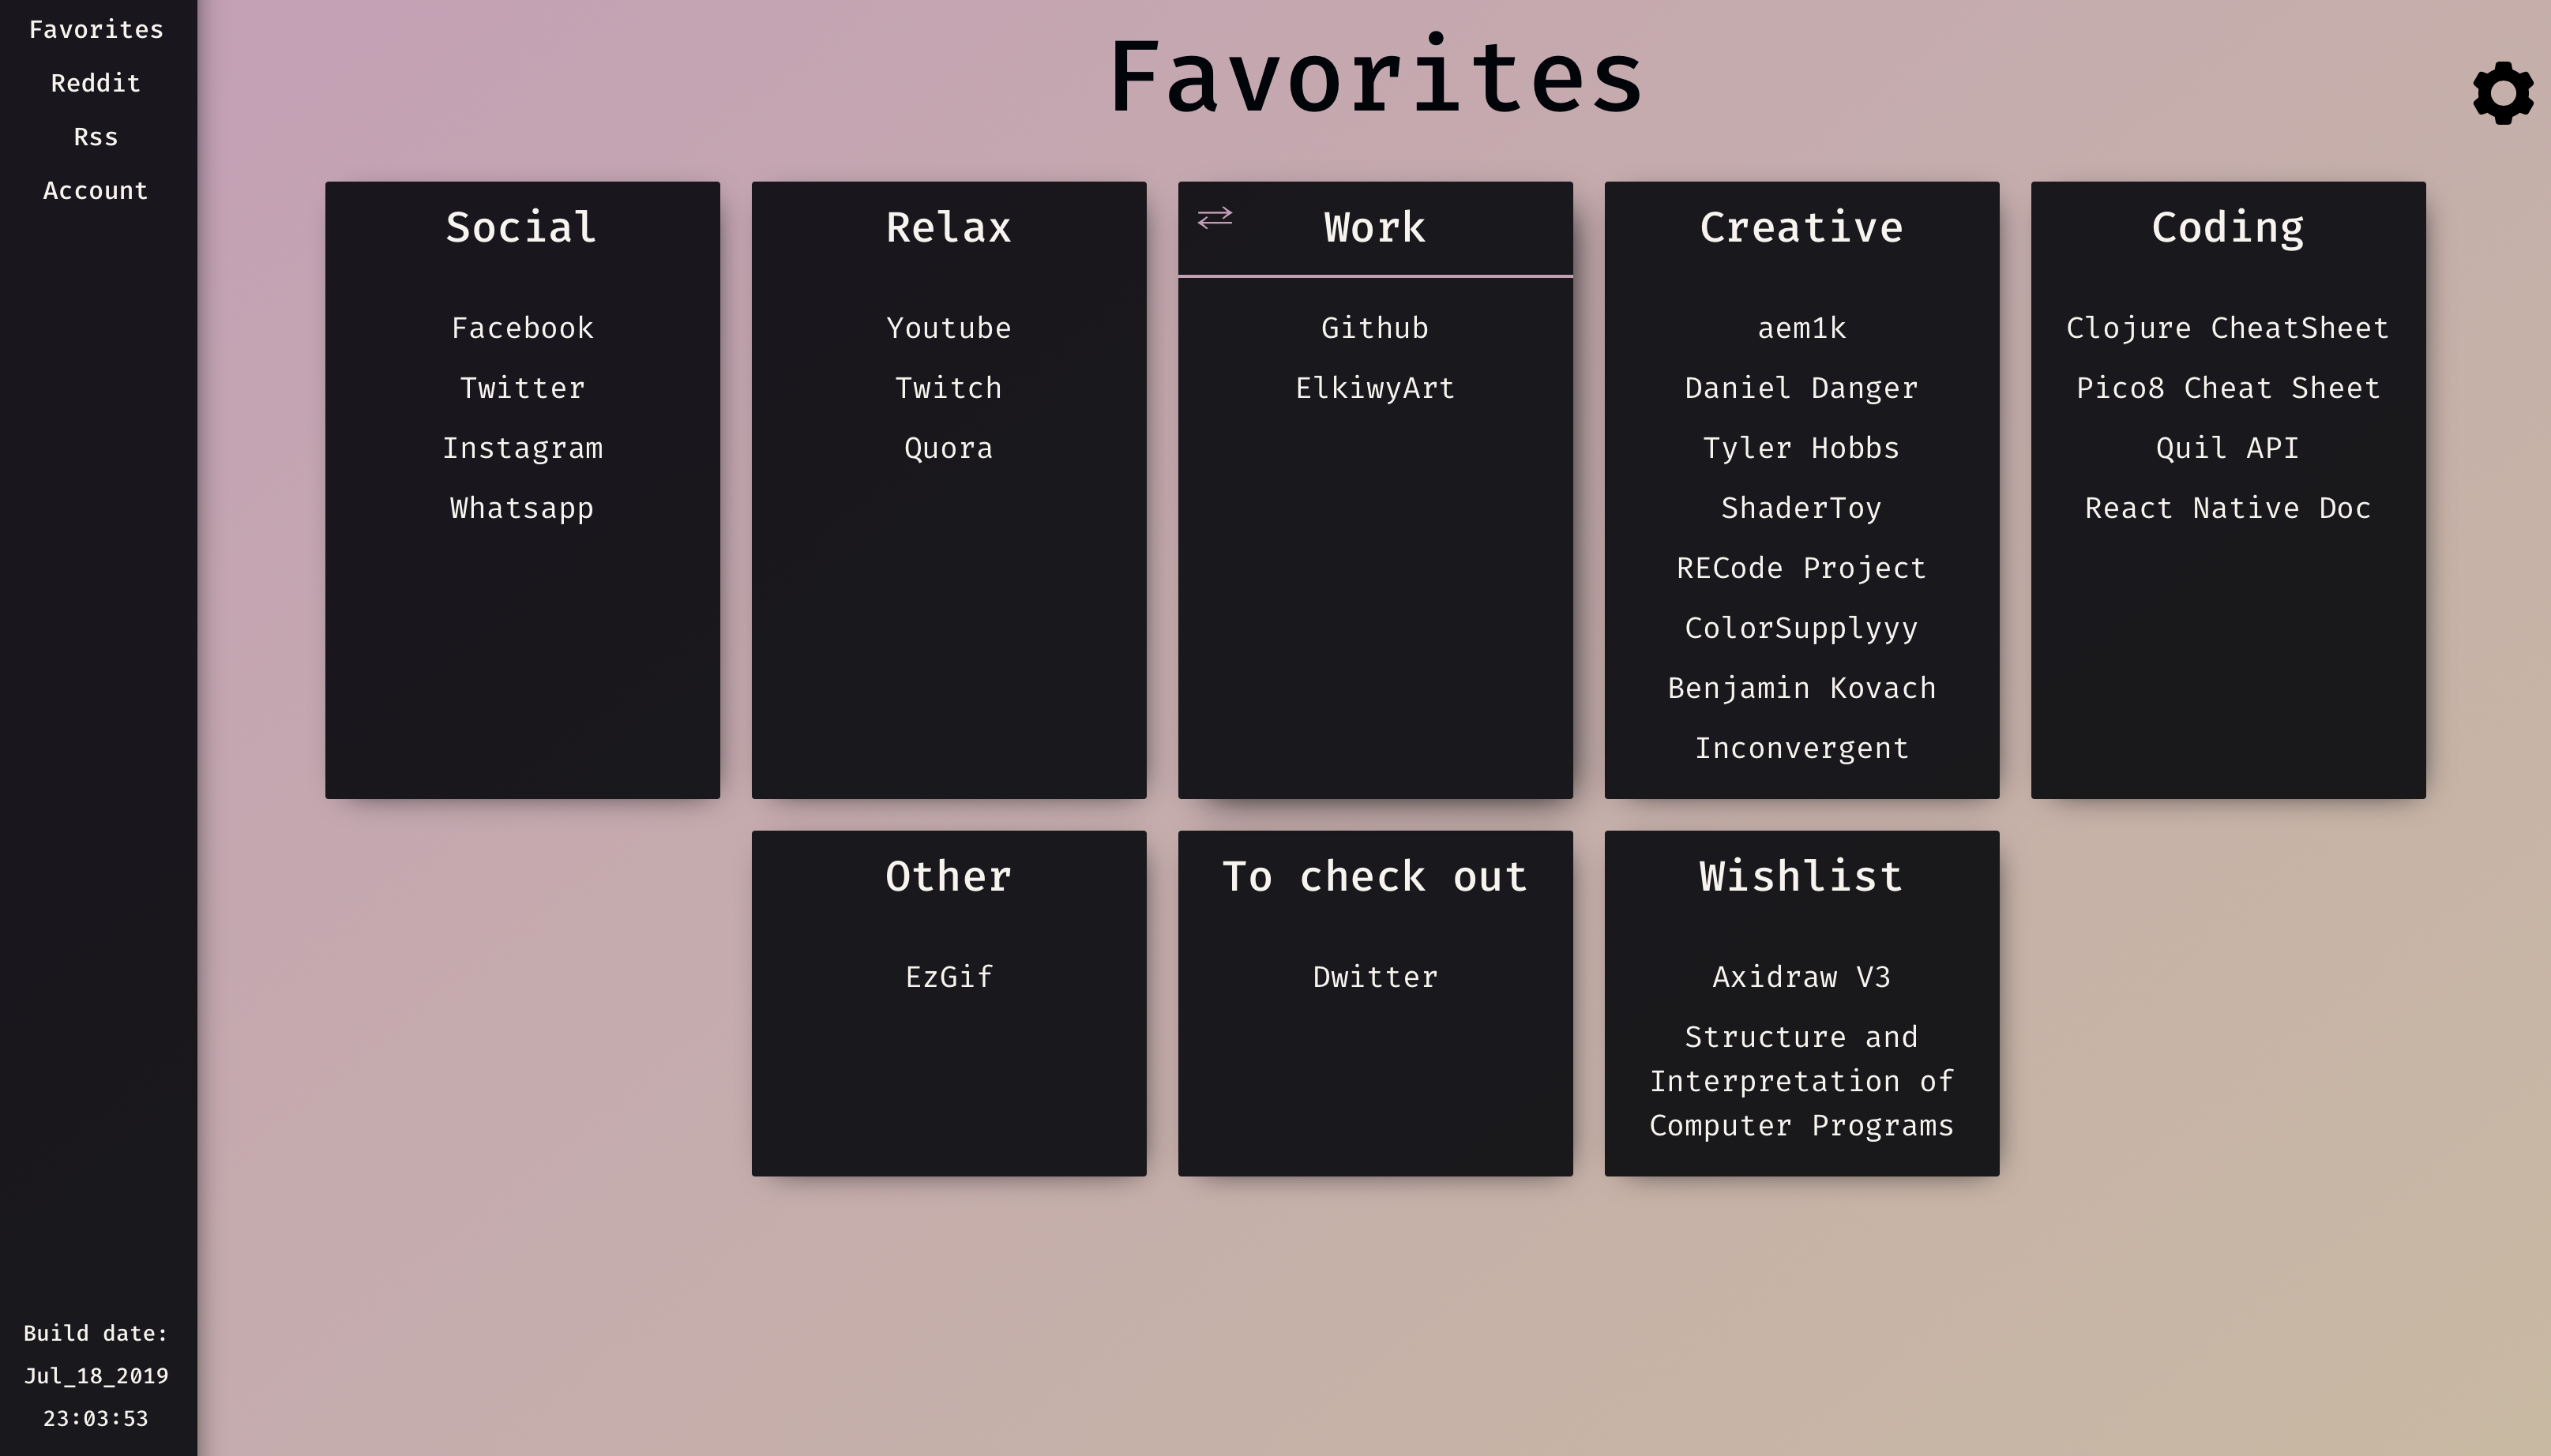 Favorites
Reddit
Rss
Account
Build date:
Jul_18_2019
23:03:53
Favorites
Social
Facebook
Twitter
Instagram
Whatsapp
Relax
Youtube
Twitch
Quora
Work
Github
ElkiwyArt
Creative
aem1k
Daniel Danger
Tyler Hobbs
ShaderToy
RECode Project
ColorSupplyyy
Benjamin Kovach
Inconvergent
Coding
Clojure CheatSheet
Pico8 Cheat Sheet
Quil API
React Native Doc
Other
EzGif
To check out
Dwitter
Wishlist
Axidraw V3
Structure and
Interpretation of
Computer Programs